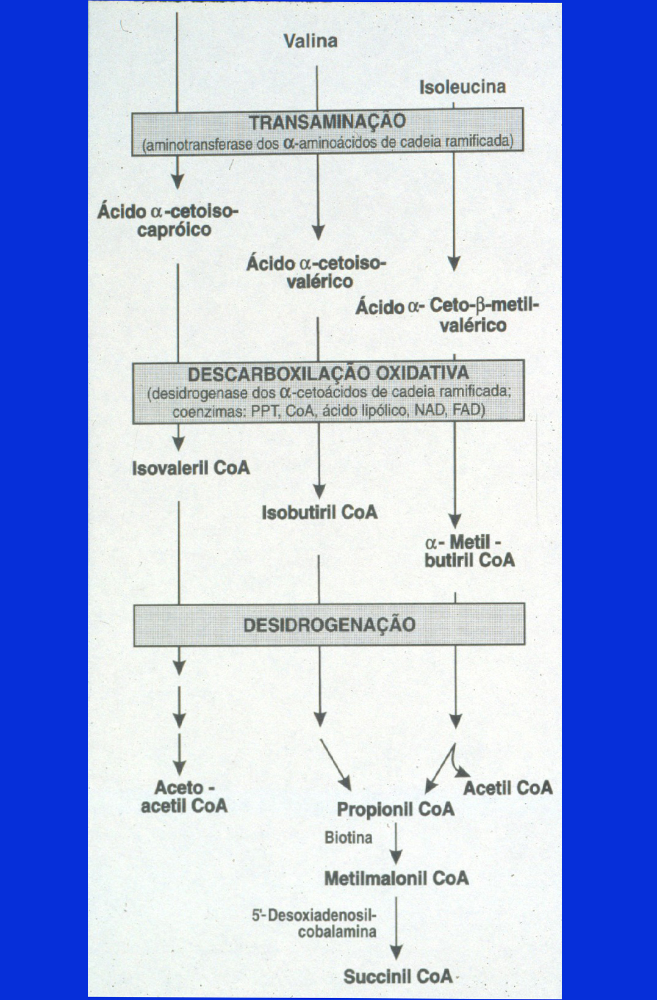 Valina
Isoleucina
TRANSAMINAÇÃO
(aminotransferase dos α-aminoácidos de cadeia ramificada)
Ácido α-cetoiso-
capróico
Ácido α-cetoiso-
valérico
Ácido α- Ceto-β-metil-
valérico
DESCARBOXILAÇÃO OXIDATIVA
(desidrogenase dos α-cetoácidos de cadeia ramificada;
coenzimas: PPT, CoA, ácido lipólico, NAD, FAD)
Isovaleril CoA
Isobutiril CoA
α- Metil -
butiril CoA
DESIDROGENAÇÃO
Aceto -
acetil CoA
Acetil CoA
Propionil CoA
Biotina
Metilmalonil CoA
5'-Desoxiadenosil-
cobalamina
Succinil CoA